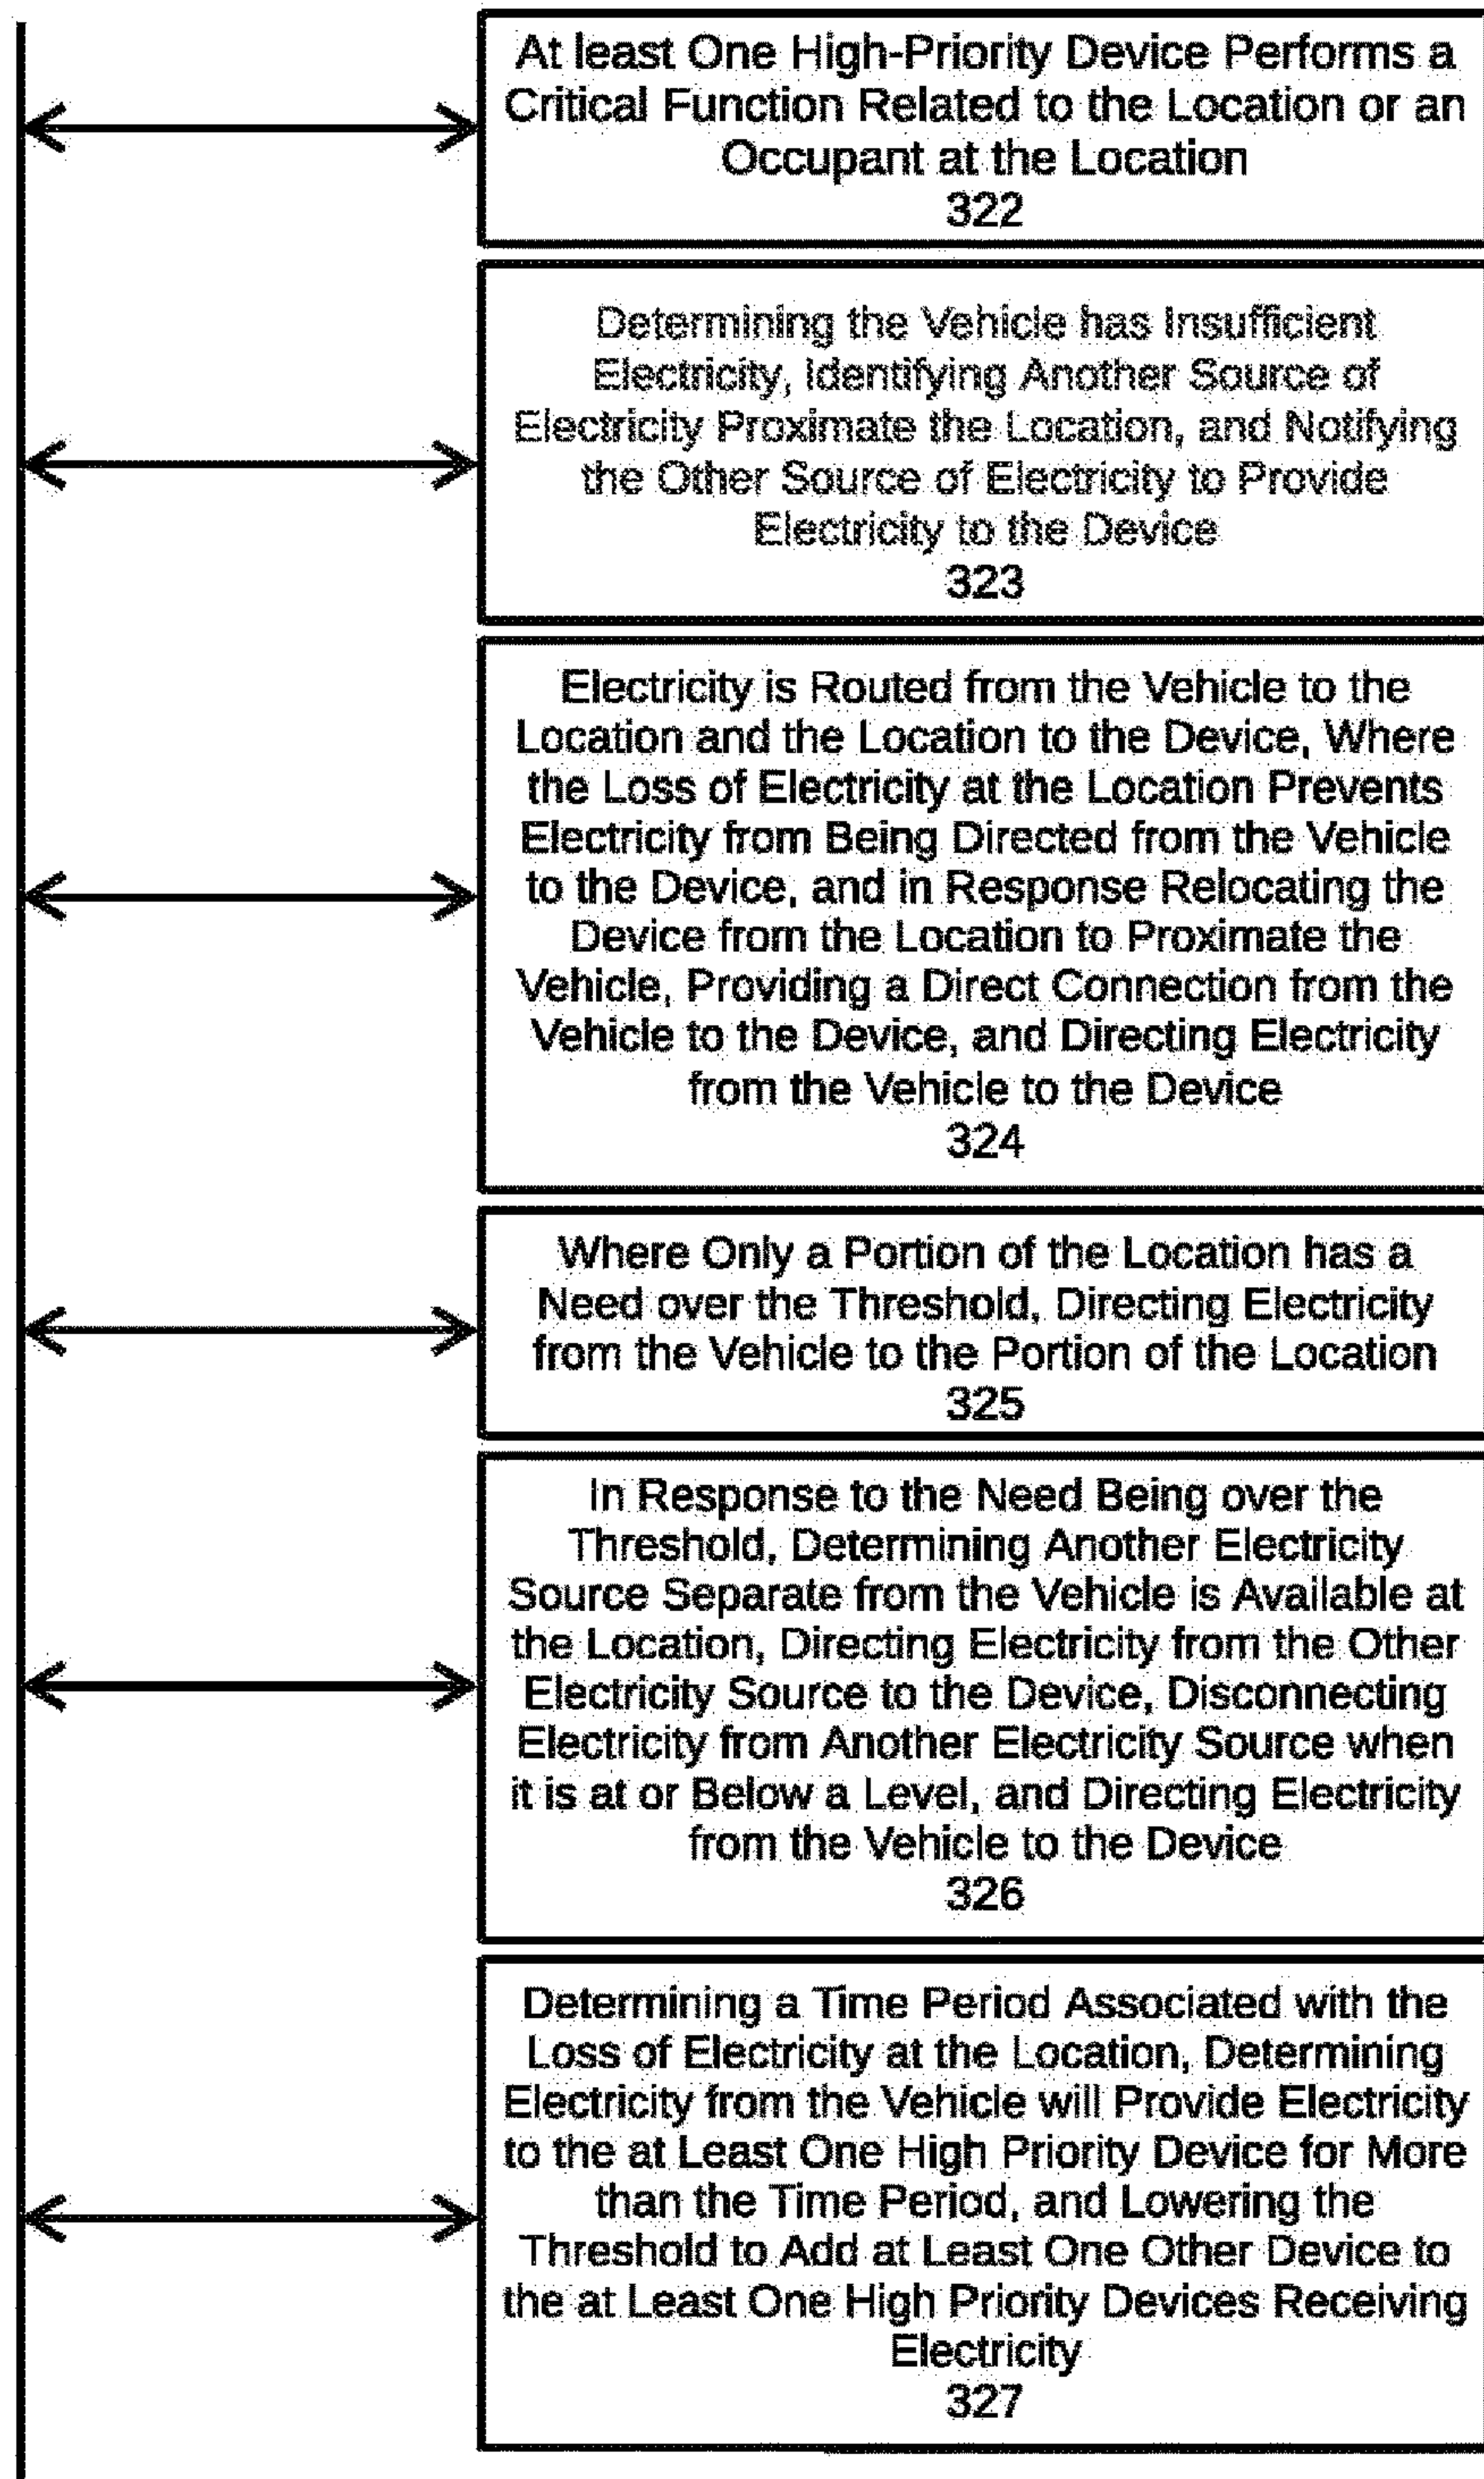 At least One High-Priority Device Performs a
Critical Function Related to the Location or an
Occupant at the Location
322
Determining the Vehicle has Insufficient
Electricity, Identifying Another Source of
Electricity Proximate the Location, and Notifying
the Other Source of Electricity to Provide
Electricity to the Device
323
Electricity is Routed from the Vehicle to the
Location and the Location to the Device, Where
the Loss of Electricity at the Location Prevents
Electricity from Being Directed from the Vehicle
to the Device, and in Response Relocating the
Device from the Location to Proximate the
Vehicle, Providing a Direct Connection from the
Vehicle to the Device, and Directing Electricity
from the Vehicle to the Device
324
Where Only a Portion of the Location has a
Need over the Threshold, Directing Electricity
from the Vehicle to the Portion of the Location
325
In Response to the Need Being over the
Threshold, Determining Another Electricity
Source Separate from the Vehicle is Available at
the Location, Directing Electricity from the Other
Electricity Source to the Device, Disconnecting
Electricity from Another Electricity Source when
it is at or Below a Level, and Directing Electricity
from the Vehicle to the Device
326
Determining a Time Period Associated with the
Loss of Electricity at the Location, Determining
Electricity from the Vehicle will Provide Electricity
to the at Least One High Priority Device for More
than the Time Period, and Lowering the
Threshold to Add at Least One Other Device to
the at Least One High Priority Devices Receiving
Electricity
327